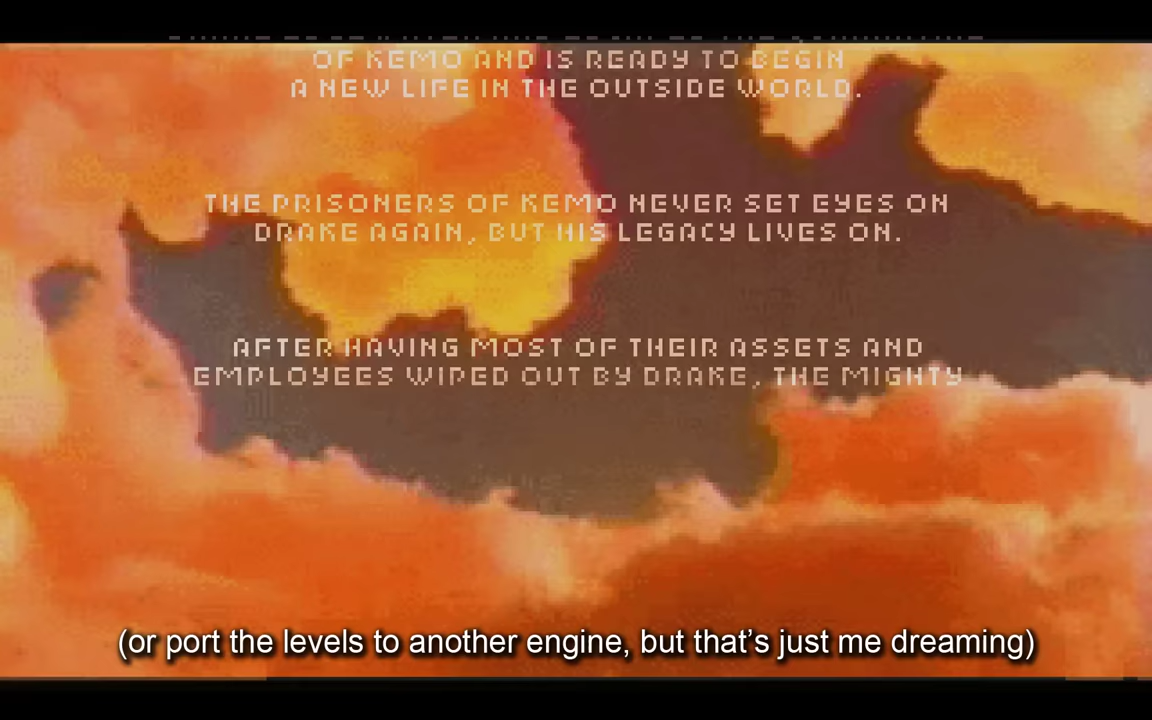 OF KEMO AND IS READY TO BEGIN
A NEW LIFE IN THE OUTSIDE WORLD.
THE PRISONERS OF KEMO NEVER SET EYES ON
DRAKE AGAIN, BUT HIS LEGACY LIVES ON.
AFTER HAVING MOST OF THEIR ASSETS AND
EMPLOYEES WIPED OUT BY DRAKE, THE MIGHTY
(or port the levels to another engine, but that’s just me dreaming)